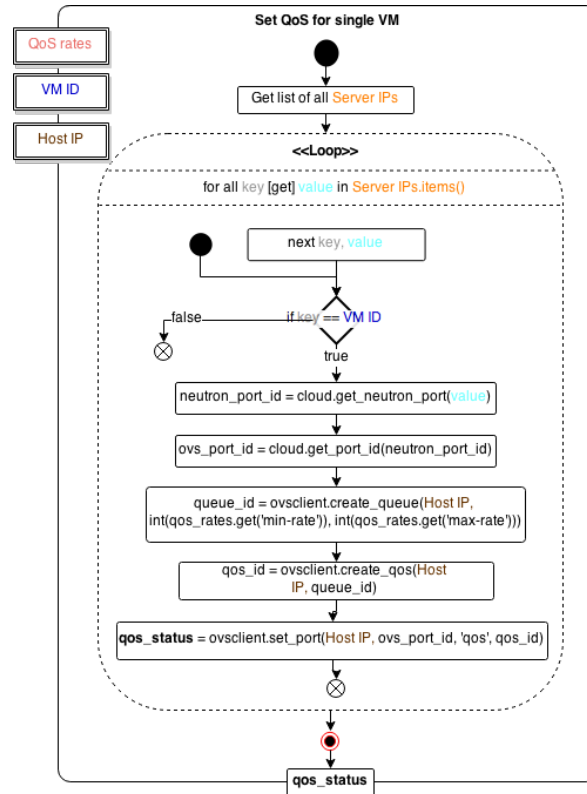 Set QoS for single VM
QoS rates
VM ID
Host IP
Get list of all Server IPs
<<Loop>>
for all key [get] value in Server IPs.items()
next key, value
false
if key == VM ID
true
neutron_port_id = cloud.get_neutron_port(value)
ovs_port_id = cloud.get_port_id(neutron_port_id)
queue_id = ovsclient.create_queue(Host IP,
int(qos_rates.get('min-rate')), int(qos_rates.get('max-rate')))
qos_id = ovsclient.create_qos(Host
IP, queue_id)
qos_status = ovsclient.set_port(Host IP, ovs_port_id, 'qos', qos_id)
qos_status